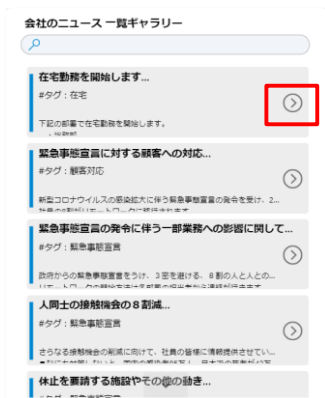 会社のニュース 一覧ギャラリー
在宅勤務を開始します...
#タグ：在宅
下記の部署で在宅勤務を開始します。
緊急事態宣言に対する顧客への対応...
#タグ：顧客対応
新型コロナウイルスの感染拡大に伴う緊急事態宣言の発令を受け、2...
緊急事態宣言の発令に伴う一部業務への影響に関して...
#タグ：緊急事態宣言
政府からの緊急事態宣言をうけ、３密を避ける、８割の人と人との...
人同士の接触機会の８割減...
#タグ：緊急事態宣言
さらなる接触機会の削減に向けて、社員の皆様に情報提供させてい...
休止を要請する施設やその他の動き...